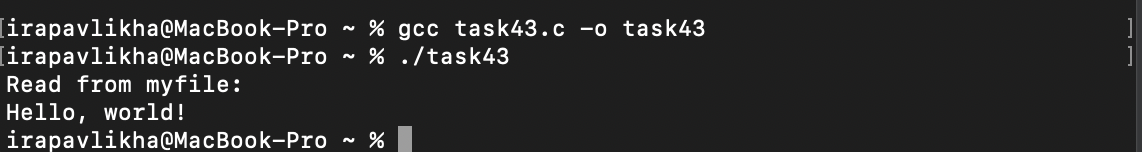 [irapavlikha@MacBook-Pro ~ % gcc task43.c -o task43 ]
[irapavlikha@MacBook-Pro ~ % ./task43 ]
Read from myfile:
Hello, world!
irapavlikha@MacBook-Pro ~ %